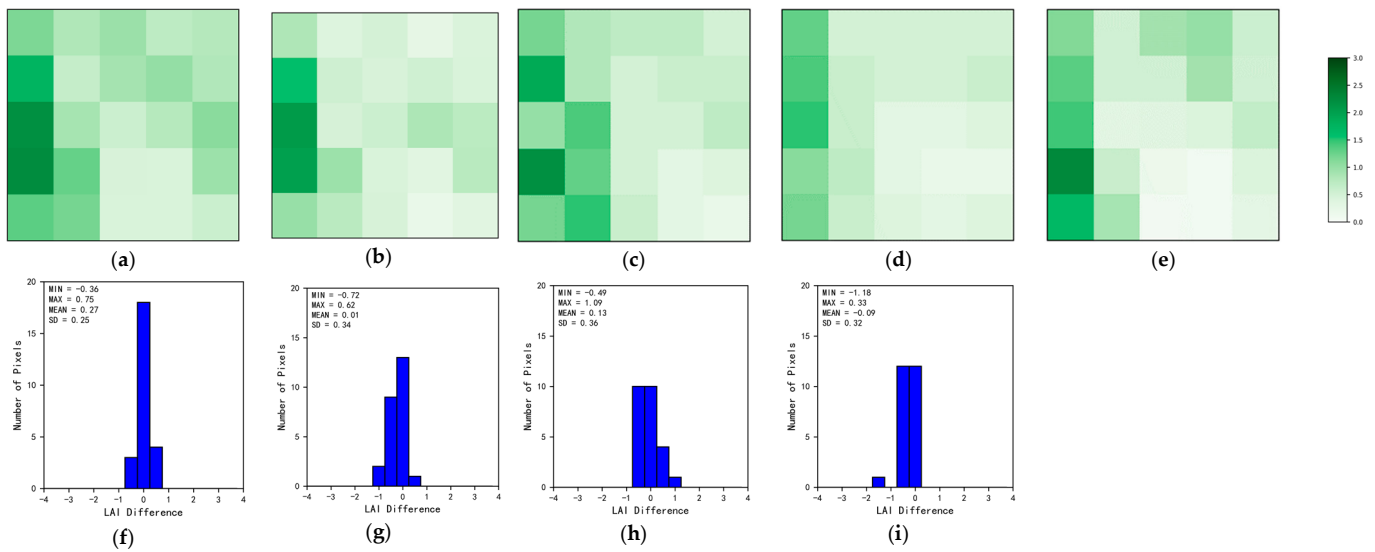 3.0
2.5
2.0
1.5
1.0
0.5
0.0
(a)
(b)
(c)
(d)
(e)
MIN = -0.36
MAX = 0.75
MEAN = 0.27
SD = 0.25
20
15
10
5
0
Number of Pixels
-4 -3 -2 -1 0 1 2 3 4
LAI Difference
(f)
MIN = -0.72
MAX = 0.62
MEAN = 0.01
SD = 0.34
20
15
10
5
0
Number of Pixels
-4 -3 -2 -1 0 1 2 3 4
LAI Difference
(g)
MIN = -0.49
MAX = 1.09
MEAN = 0.13
SD = 0.36
20
15
10
5
0
Number of Pixels
-4 -3 -2 -1 0 1 2 3 4
LAI Difference
(h)
MIN = -1.18
MAX = 0.33
MEAN = -0.09
SD = 0.32
20
15
10
5
0
Number of Pixels
-4 -3 -2 -1 0 1 2 3 4
LAI Difference
(i)